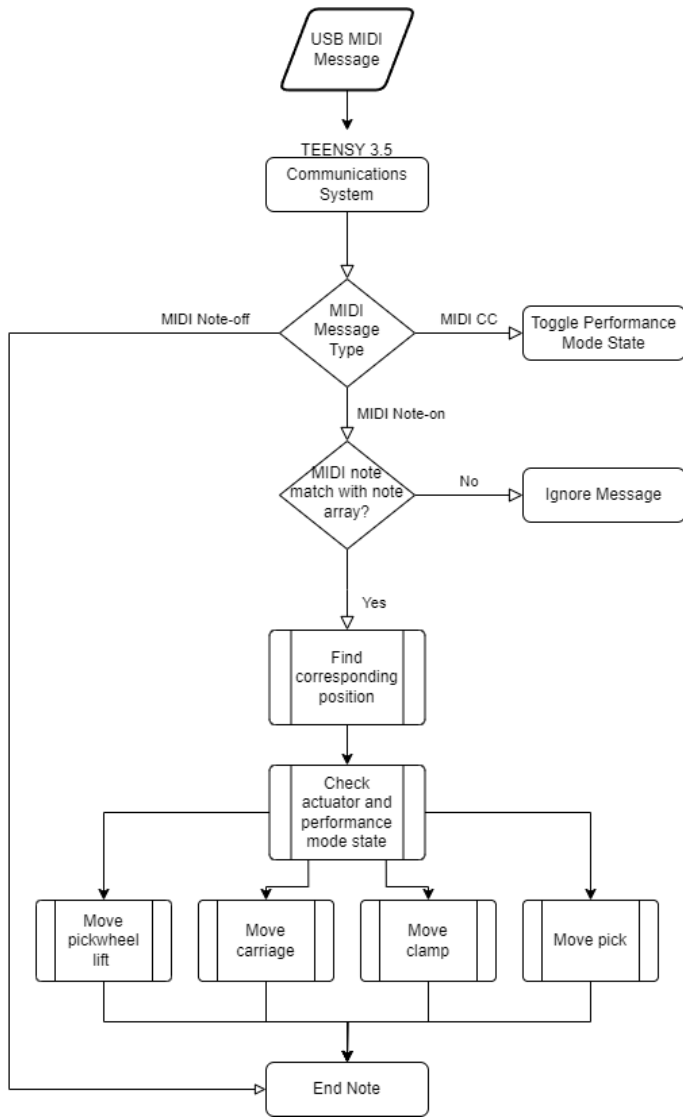 USB MIDI
Message
TEENSY 3.5
Communications
System
MIDI Note-off
MIDI
Message
Type
MIDI CC
Toggle Performance
Mode State
MIDI Note-on
MIDI note
match with note
array?
No
Ignore Message
Yes
Find
corresponding
position
Check
actuator and
performance
mode state
Move
pickwheel
lift
Move
carriage
Move
clamp
Move pick
End Note